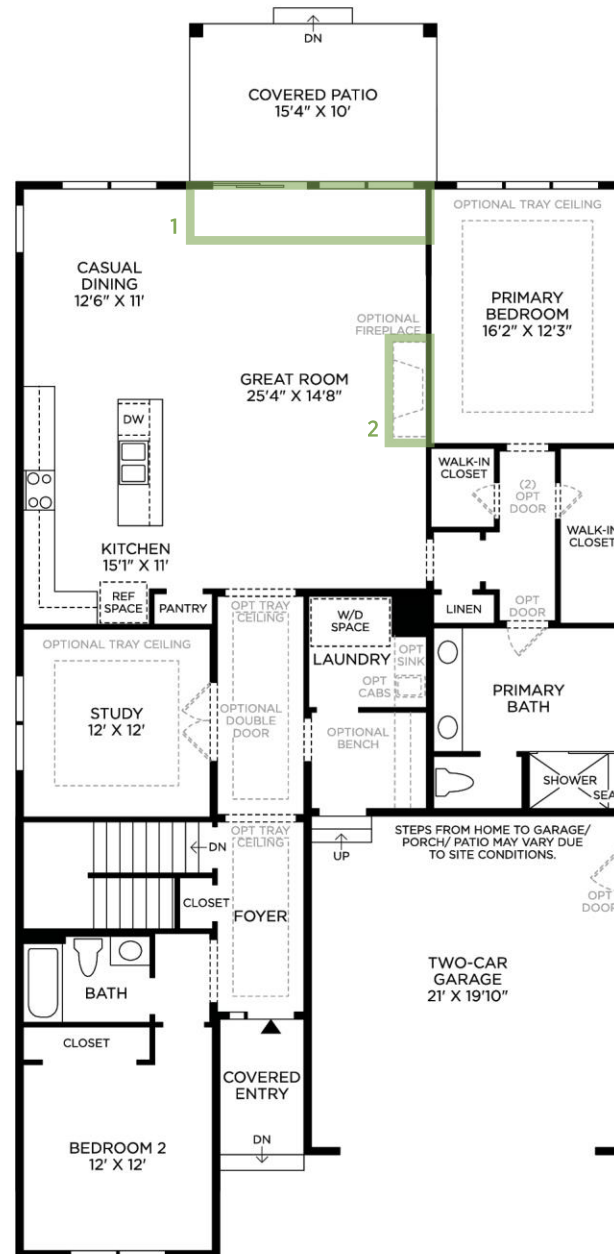 DN
COVERED PATIO
15'4" X 10'
1
OPTIONAL TRAY CEILING
CASUAL
DINING
12'6" X 11'
PRIMARY
BEDROOM
16'2" X 12'3"
OPTIONAL
FIREPLACE
GREAT ROOM
25'4" X 14'8"
2
DW
WALK-IN
CLOSET
(2)
OPT
DOOR
WALK-IN
CLOSET
KITCHEN
15'1" X 11'
REF
SPACE
PANTRY
OPT TRAY
CEILING
W/D
SPACE
LINEN
OPT
DOOR
OPTIONAL TRAY CEILING
LAUNDRY
OPT
SINK
OPT
CABS
STUDY
12' X 12'
OPTIONAL
DOUBLE
DOOR
OPTIONAL
BENCH
PRIMARY
BATH
SHOWER
SEA
OPT TRAY
CEILING
DN
UP
STEPS FROM HOME TO GARAGE/
PORCH/ PATIO MAY VARY DUE
TO SITE CONDITIONS.
CLOSET
FOYER
OPT
DOOR
BATH
TWO-CAR
GARAGE
21' X 19'10"
CLOSET
COVERED
ENTRY
DN
BEDROOM 2
12' X 12'